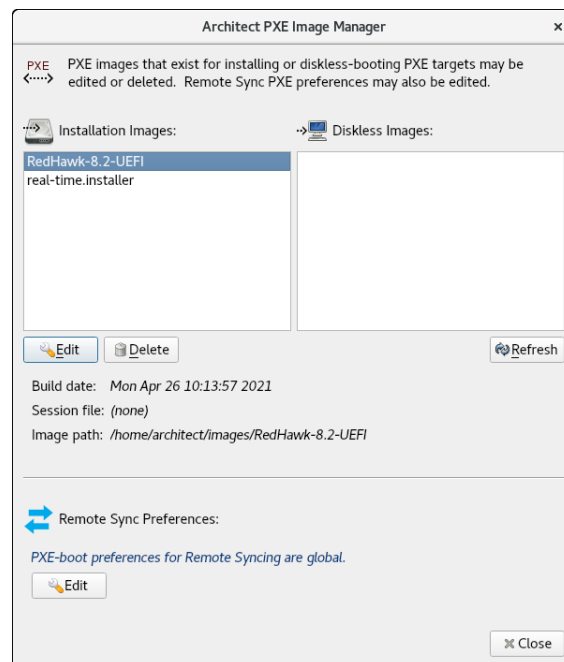 Architect PXE Image Manager
×
PXE
PXE images that exist for installing or diskless-booting PXE targets may be
edited or deleted. Remote Sync PXE preferences may also be edited.
Installation Images:
Diskless Images:
RedHawk-8.2-UEFI
real-time.installer
Edit
Delete
Refresh
Build date: Mon Apr 26 10:13:57 2021
Session file: (none)
Image path: /home/architect/images/RedHawk-8.2-UEFI
Remote Sync Preferences:
PXE-boot preferences for Remote Syncing are global.
Edit
Close